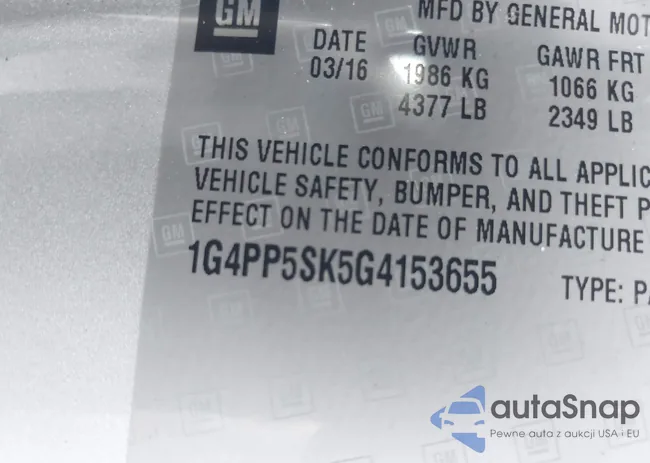 GM
MFD BY GENERAL MOT
DATE GVWR GAWR FRT
03/16 1986 KG 1066 KG
4377 LB 2349 LB
THIS VEHICLE CONFORMS TO ALL APPLIC
VEHICLE SAFETY, BUMPER, AND THEFT P
EFFECT ON THE DATE OF MANUFACTURE
1G4PP5SK5G4153655 TYPE: PA
autaSnap
Pewne auta z aukcji USA i EU